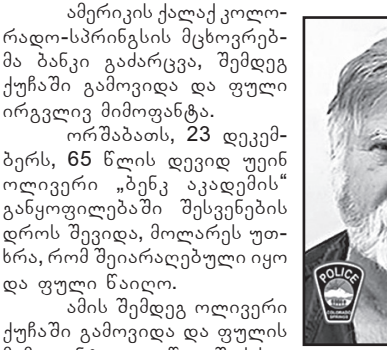 ამერიკის ქალაქ კოლო-
რადო-სპრინგსის მცხოვრებ-
მა ბანკი გაძარცვა, შემდეგ
ქუჩაში გამოვიდა და ფული
ირგვლივ მიმოფანტა.
ორშაბათს, 23 დეკემ-
ბერს, 65 წლის დევიდ უეინ
ოლივერი „ბენკ აკადემის“
განყოფილებაში შესვენების
დროს შევიდა, მოლარეს უთ-
ხრა, რომ შეიარაღებული იყო
და ფული წაიღო.
ამის შემდეგ ოლივერი
ქუჩაში გამოვიდა და ფულის
POLICE
COLORADO
SPRINGS